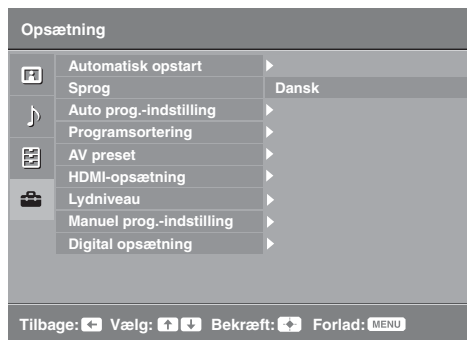 Opsætning
Automatisk opstart
Sprog Dansk
Auto prog.-indstilling
Programsortering
AV preset
HDMI-opsætning
Lydniveau
Manuel prog.-indstilling
Digital opsætning
Tilbage: Vælg: Bekræft: Forlad: MENU